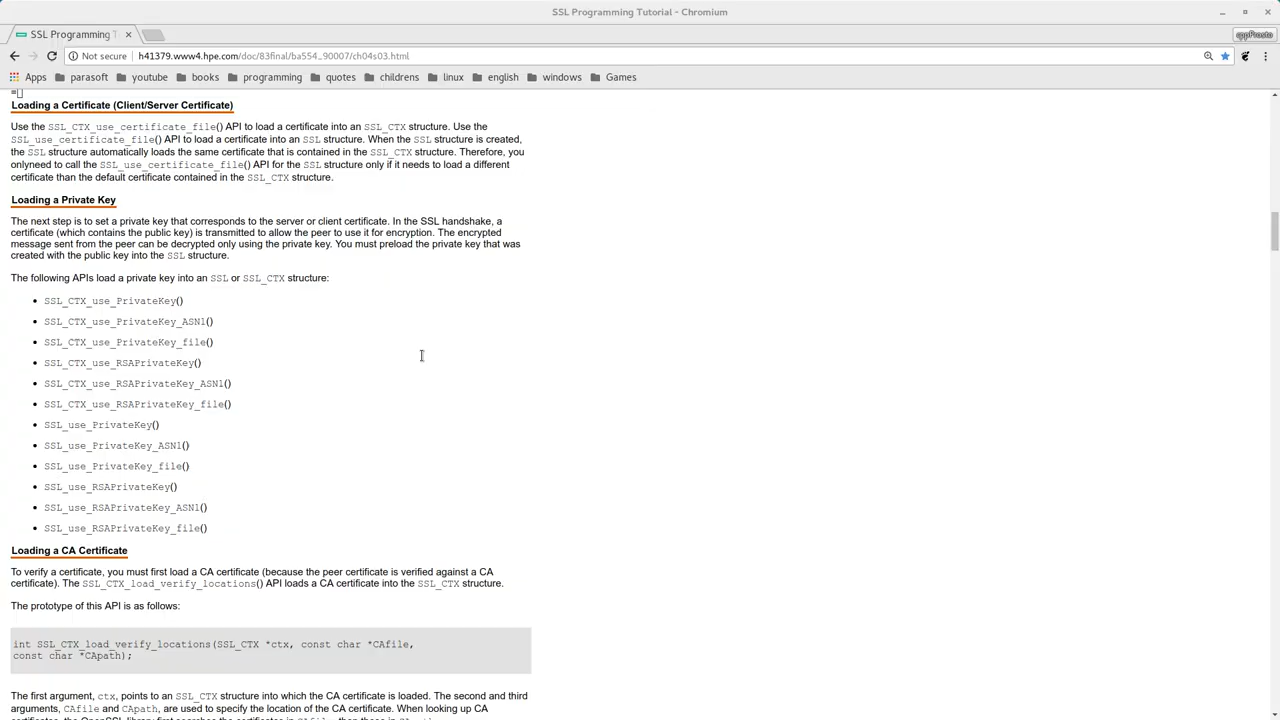 SSL Programming Tutorial - Chromium
SSL Programming T
cppProsto
Not secure h41379.www4.hpe.com/doc/83final/ba554_90007/ch04s03.html
Apps parasoft youtube books programming quotes childrens linux english windows Games
Loading a Certificate (Client/Server Certificate)
Use the SSL_CTX_use_certificate_file() API to load a certificate into an SSL_CTX structure. Use the
SSL_use_certificate_file() API to load a certificate into an SSL structure. When the SSL structure is created,
the SSL structure automatically loads the same certificate that is contained in the SSL_CTX structure. Therefore, you
onlyneed to call the SSL_use_certificate_file() API for the SSL structure only if it needs to load a different
certificate than the default certificate contained in the SSL_CTX structure.
Loading a Private Key
The next step is to set a private key that corresponds to the server or client certificate. In the SSL handshake, a
certificate (which contains the public key) is transmitted to allow the peer to use it for encryption. The encrypted
message sent from the peer can be decrypted only using the private key. You must preload the private key that was
created with the public key into the SSL structure.
The following APIs load a private key into an SSL or SSL_CTX structure:
• SSL_CTX_use_PrivateKey()
• SSL_CTX_use_PrivateKey_ASN1()
• SSL_CTX_use_PrivateKey_file()
• SSL_CTX_use_RSAPrivateKey()
• SSL_CTX_use_RSAPrivateKey_ASN1()
• SSL_CTX_use_RSAPrivateKey_file()
• SSL_use_PrivateKey()
• SSL_use_PrivateKey_ASN1()
• SSL_use_PrivateKey_file()
• SSL_use_RSAPrivateKey()
• SSL_use_RSAPrivateKey_ASN1()
• SSL_use_RSAPrivateKey_file()
Loading a CA Certificate
To verify a certificate, you must first load a CA certificate (because the peer certificate is verified against a CA
certificate). The SSL_CTX_load_verify_locations() API loads a CA certificate into the SSL_CTX structure.
The prototype of this API is as follows:
int SSL_CTX_load_verify_locations(SSL_CTX *ctx, const char *CAfile,
const char *CApath);
The first argument, ctx, points to an SSL_CTX structure into which the CA certificate is loaded. The second and third
arguments, CAfile and CApath, are used to specify the location of the CA certificate. When looking up CA